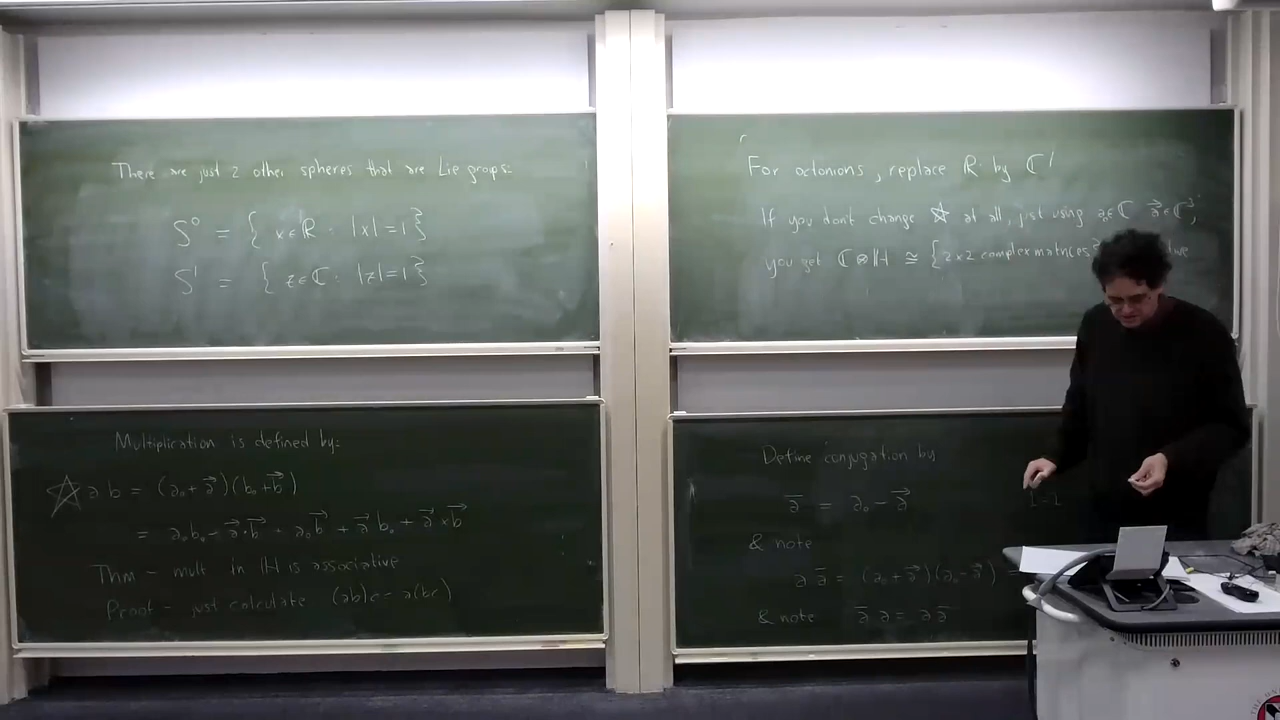 There are just 2 other spheres that are Lie groups:
S⁰ = { x∈ℝ : |x|=1 }
S¹ = { z∈ℂ : |z|=1 }
Multiplication is defined by:
☆ a b = (a₀+a⃗)(b₀+b⃗)
= a₀b₀ - a⃗·b⃗ + a₀b⃗ + a⃗b₀ + a⃗×b⃗
Thm - mult in ℍ is associative
Proof - just calculate (ab)c - a(bc)
For octonions, replace ℝ by ℂ!
If you don't change ☆ at all, just using a₀∈ℂ a⃗∈ℂ³,
you get ℂ⊗ℍ ≅ {2×2 complex matrices}
Define conjugation by
a̅ = a₀ - a⃗
& note
a a̅ = (a₀+a⃗)(a₀-a⃗) =
& note a̅ a = a a̅